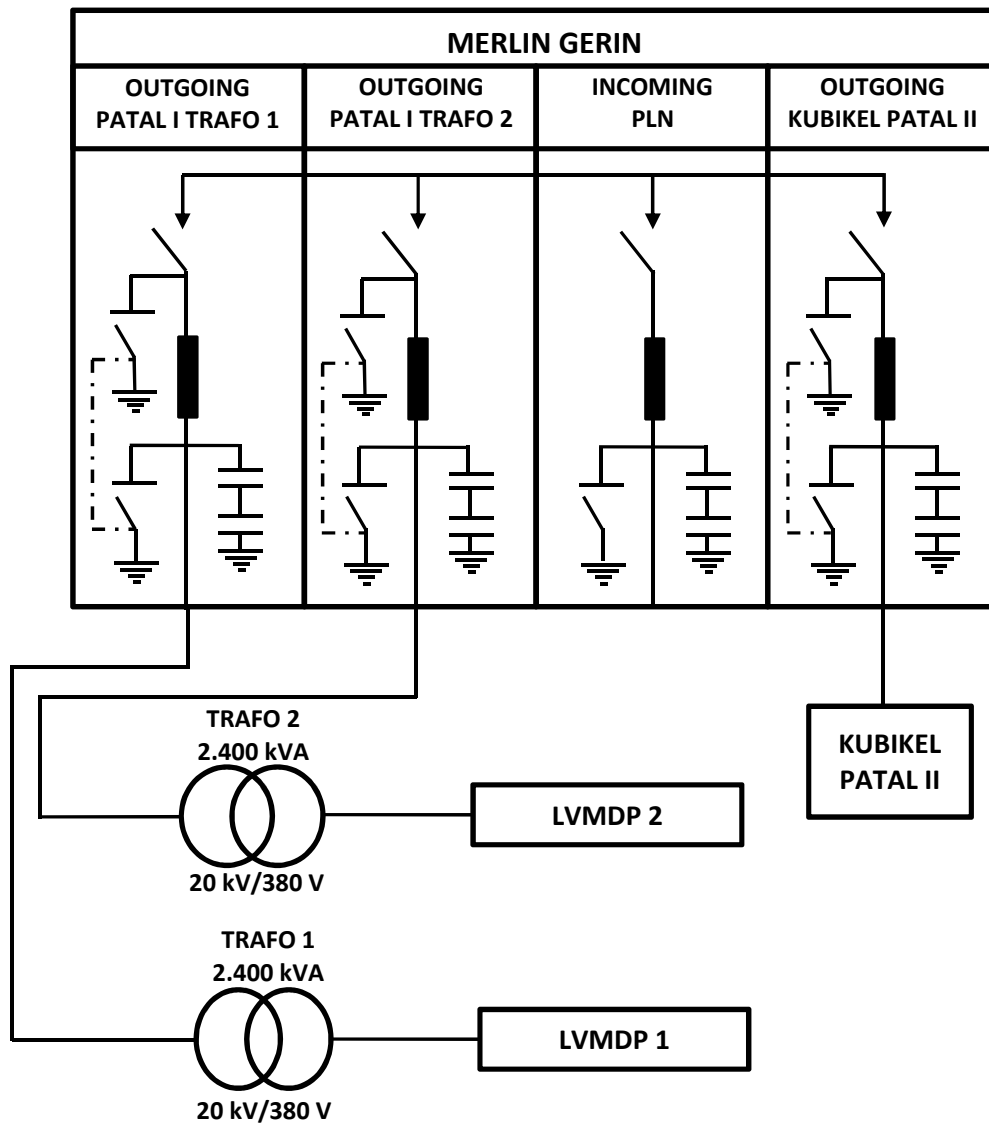 MERLIN GERIN
OUTGOING
PATAL I TRAFO 1
OUTGOING
PATAL I TRAFO 2
INCOMING
PLN
OUTGOING
KUBIKEL PATAL II
TRAFO 2
2.400 kVA
20 kV/380 V
LVMDP 2
KUBIKEL
PATAL II
TRAFO 1
2.400 kVA
20 kV/380 V
LVMDP 1